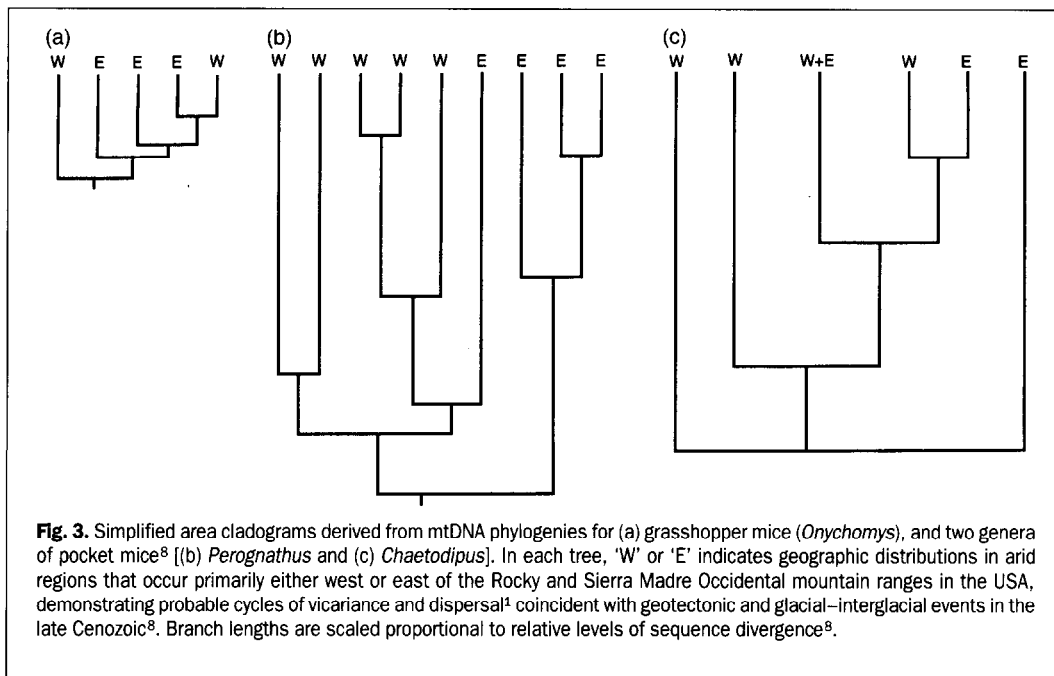 (a) (b) (c)
W E E E W W W W W W E E E E W W W+E W E E
Fig. 3. Simplified area cladograms derived from mtDNA phylogenies for (a) grasshopper mice (Onychomys), and two genera
of pocket mice⁸ [(b) Perognathus and (c) Chaetodipus]. In each tree, ‘W’ or ‘E’ indicates geographic distributions in arid
regions that occur primarily either west or east of the Rocky and Sierra Madre Occidental mountain ranges in the USA,
demonstrating probable cycles of vicariance and dispersal¹ coincident with geotectonic and glacial–interglacial events in the
late Cenozoic⁸. Branch lengths are scaled proportional to relative levels of sequence divergence⁸.